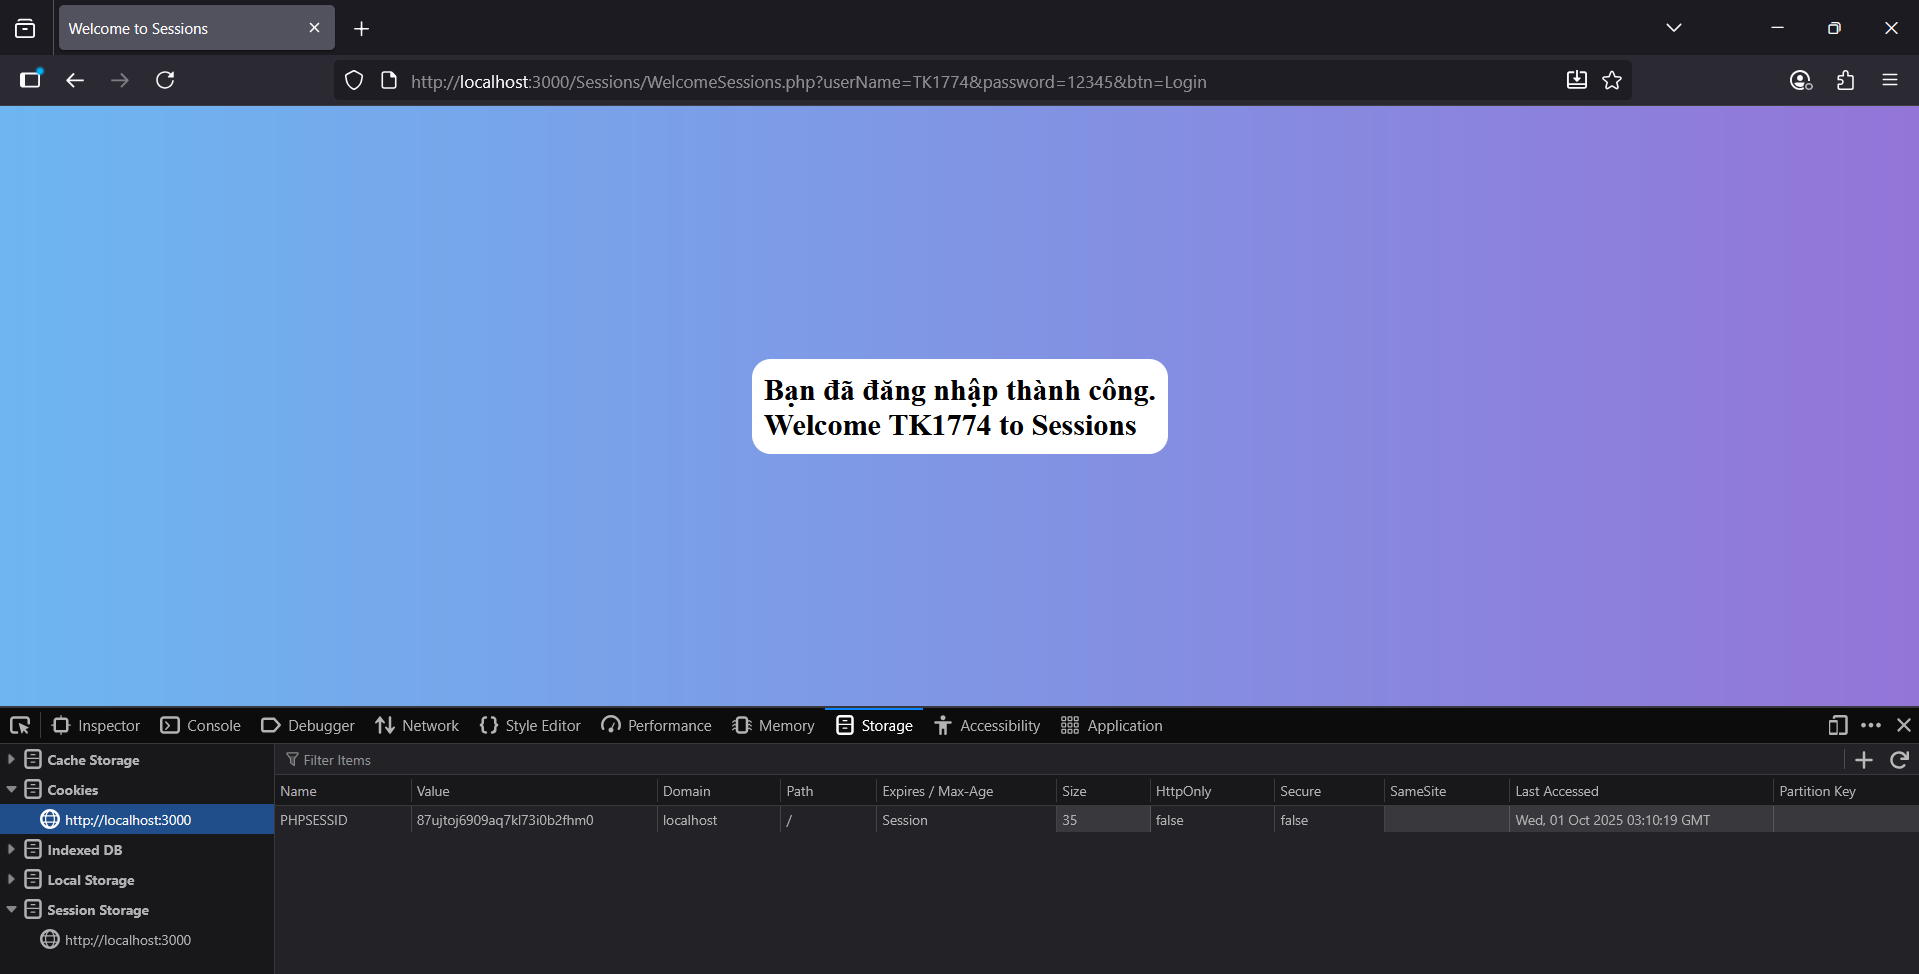 Welcome to Sessions
http://localhost:3000/Sessions/WelcomeSessions.php?userName=TK1774&password=12345&btn=Login
Bạn đã đăng nhập thành công.
Welcome TK1774 to Sessions
Inspector Console Debugger Network Style Editor Performance Memory Storage Accessibility Application
Cache Storage
Filter Items
Cookies
Name Value Domain Path Expires / Max-Age Size HttpOnly Secure SameSite Last Accessed Partition Key
http://localhost:3000
PHPSESSID 87ujtoj6909aq7kl73i0b2fhm0 localhost / Session 35 false false Wed, 01 Oct 2025 03:10:19 GMT
Indexed DB
Local Storage
Session Storage
http://localhost:3000